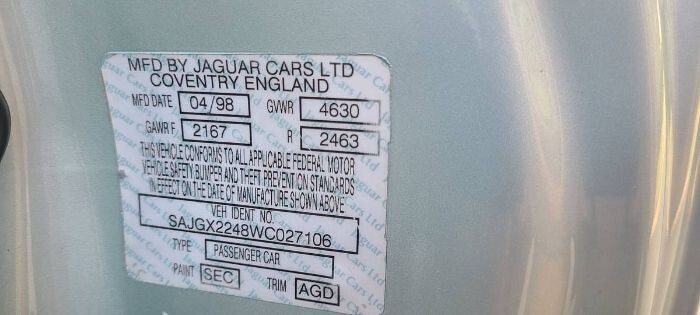 MFD BY JAGUAR CARS LTD
COVENTRY ENGLAND
MFD DATE 04/98 GVWR 4630
GAWR F 2167 R 2463
THIS VEHICLE CONFORMS TO ALL APPLICABLE FEDERAL MOTOR
VEHICLE SAFETY BUMPER AND THEFT PREVENTION STANDARDS
IN EFFECT ON THE DATE OF MANUFACTURE SHOWN ABOVE
VEH IDENT NO.
SAJGX2248WC027106
TYPE PASSENGER CAR
PAINT SEC TRIM AGD